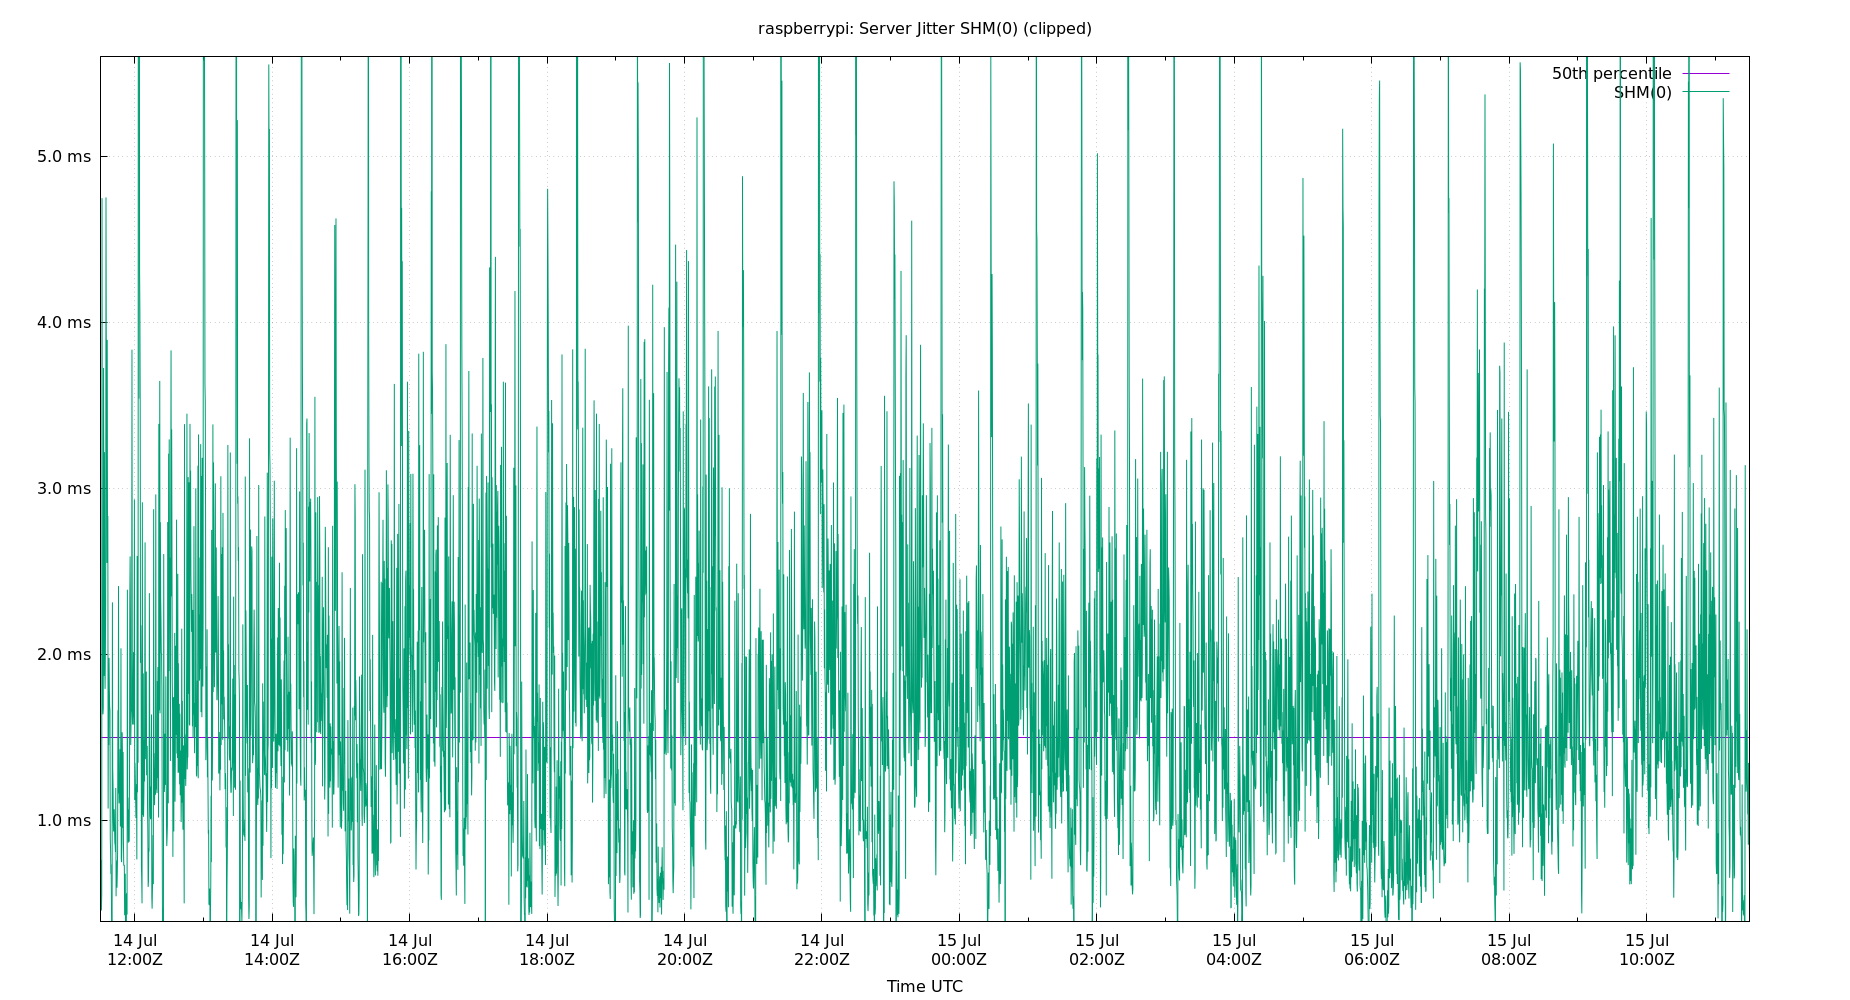 raspberrypi: Server Jitter SHM(0) (clipped)
50th percentile
SHM(0)
5.0 ms
4.0 ms
3.0 ms
2.0 ms
1.0 ms
14 Jul 14 Jul 14 Jul 14 Jul 14 Jul 14 Jul 15 Jul 15 Jul 15 Jul 15 Jul 15 Jul 15 Jul
12:00Z 14:00Z 16:00Z 18:00Z 20:00Z 22:00Z 00:00Z 02:00Z 04:00Z 06:00Z 08:00Z 10:00Z
Time UTC